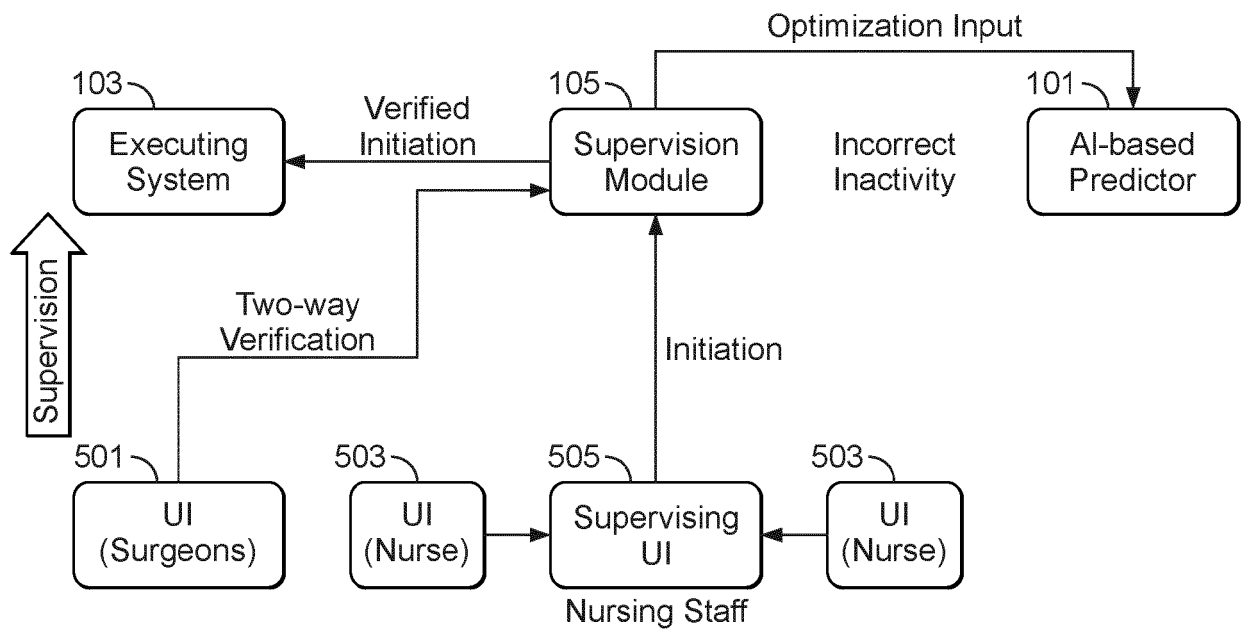 Optimization Input
103
105
101
Executing
System
Verified
Initiation
Supervision
Module
Incorrect
Inactivity
AI-based
Predictor
Supervision
Two-way
Verification
Initiation
501
503
505
503
UI
(Surgeons)
UI
(Nurse)
Supervising
UI
UI
(Nurse)
Nursing Staff